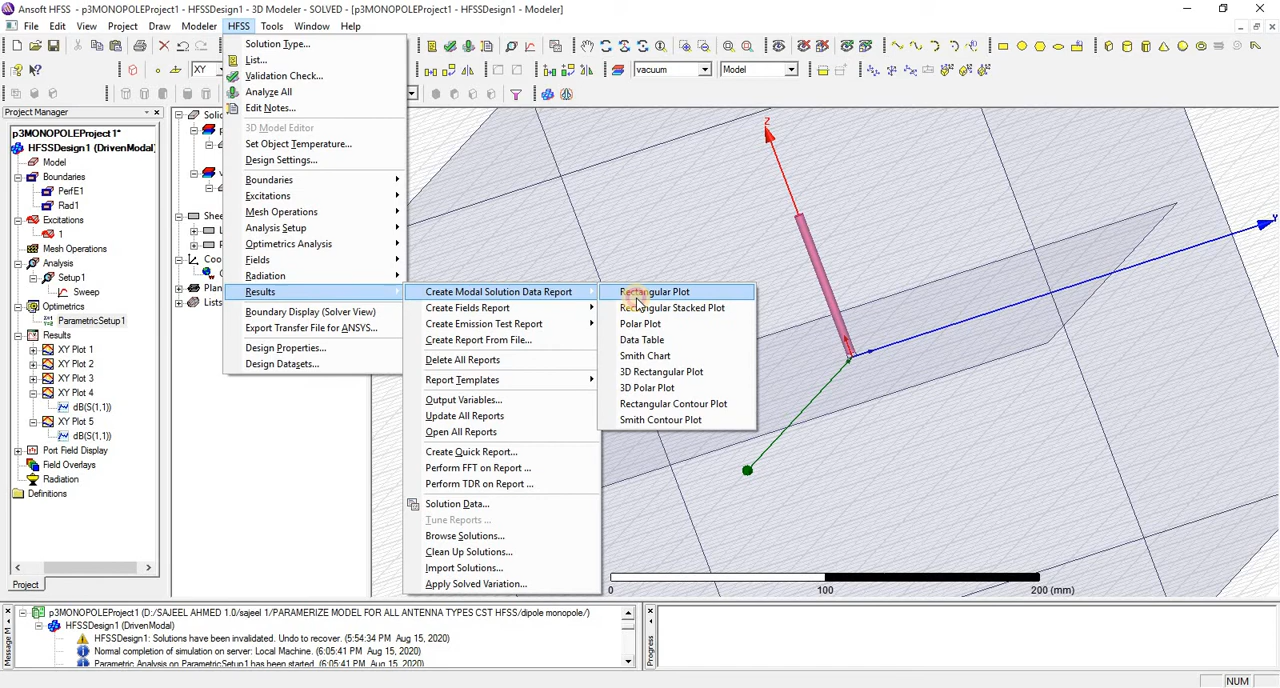 Ansoft HFSS - p3MONOPOLEProject1 - HFSSDesign1 - 3D Modeler - SOLVED - [p3MONOPOLEProject1 - HFSSDesign1 - Modeler]
File Edit View Project Draw Modeler HFSS Tools Window Help
XY
vacuum Model
Project Manager
p3MONOPOLEProject1*
HFSSDesign1 (DrivenModal)
Model
Boundaries
PerfE1
Rad1
Excitations
1
Mesh Operations
Analysis
Setup1
Sweep
Optimetrics
ParametricSetup1
Results
XY Plot 1
XY Plot 2
XY Plot 3
XY Plot 4
dB(S(1,1))
XY Plot 5
dB(S(1,1))
Port Field Display
Field Overlays
Radiation
Definitions
Project
Solid
Shee
Coo
Plan
Lists
Solution Type...
List...
Validation Check...
Analyze All
Edit Notes...
3D Model Editor
Set Object Temperature...
Design Settings...
Boundaries
Excitations
Mesh Operations
Analysis Setup
Optimetrics Analysis
Fields
Radiation
Results
Boundary Display (Solver View)
Export Transfer File for ANSYS...
Design Properties...
Design Datasets...
Create Modal Solution Data Report
Create Fields Report
Create Emission Test Report
Create Report From File...
Delete All Reports
Report Templates
Output Variables...
Update All Reports
Open All Reports
Create Quick Report...
Perform FFT on Report ...
Perform TDR on Report ...
Solution Data...
Tune Reports ...
Browse Solutions...
Clean Up Solutions...
Import Solutions...
Apply Solved Variation...
Rectangular Plot
Rectangular Stacked Plot
Polar Plot
Data Table
Smith Chart
3D Rectangular Plot
3D Polar Plot
Rectangular Contour Plot
Smith Contour Plot
Z
Y
0 100 200 (mm)
p3MONOPOLEProject1 (D:/SAJEEL AHMED 1.0/sajeel 1/PARAMERIZE MODEL FOR ALL ANTENNA TYPES CST HFSS/dipole monopole/)
HFSSDesign1 (DrivenModal)
HFSSDesign1: Solutions have been invalidated. Undo to recover. (5:54:34 PM Aug 15, 2020)
Normal completion of simulation on server: Local Machine. (6:05:41 PM Aug 15, 2020)
Parametric Analysis on ParametricSetup1 has been started. (6:05:41 PM Aug 15, 2020)
Message M
Progress
NUM